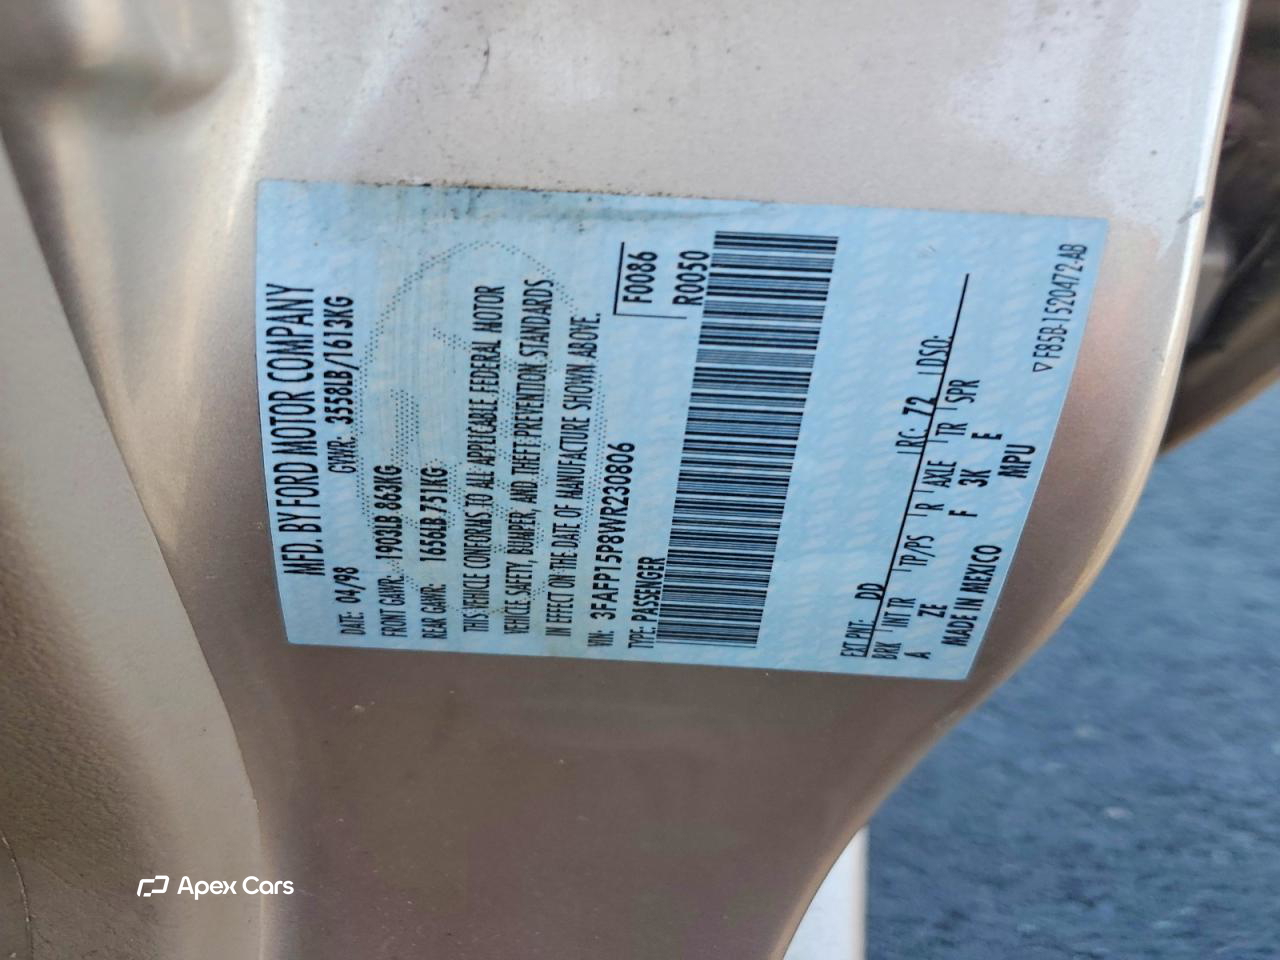 MFD. BY FORD MOTOR COMPANY
DATE: 04/98 GVWR: 3558LB/1613KG
FRONT GAWR: 1903LB 863KG
REAR GAWR: 1656LB 751KG
THIS VEHICLE CONFORMS TO ALL APPLICABLE FEDERAL MOTOR
VEHICLE SAFETY, BUMPER, AND THEFT PREVENTION STANDARDS
IN EFFECT ON THE DATE OF MANUFACTURE SHOWN ABOVE.
VIN: 3FAFP15P8WR230806 F0086
TYPE: PASSENGER R0050
EXT PNT: DD RC: 72 DSO:
BRK INT TR TP/PS R AXLE TR SPR
A ZE F 3K E
MADE IN MEXICO MPU
▽ F85B-1520472-AB
Apex Cars